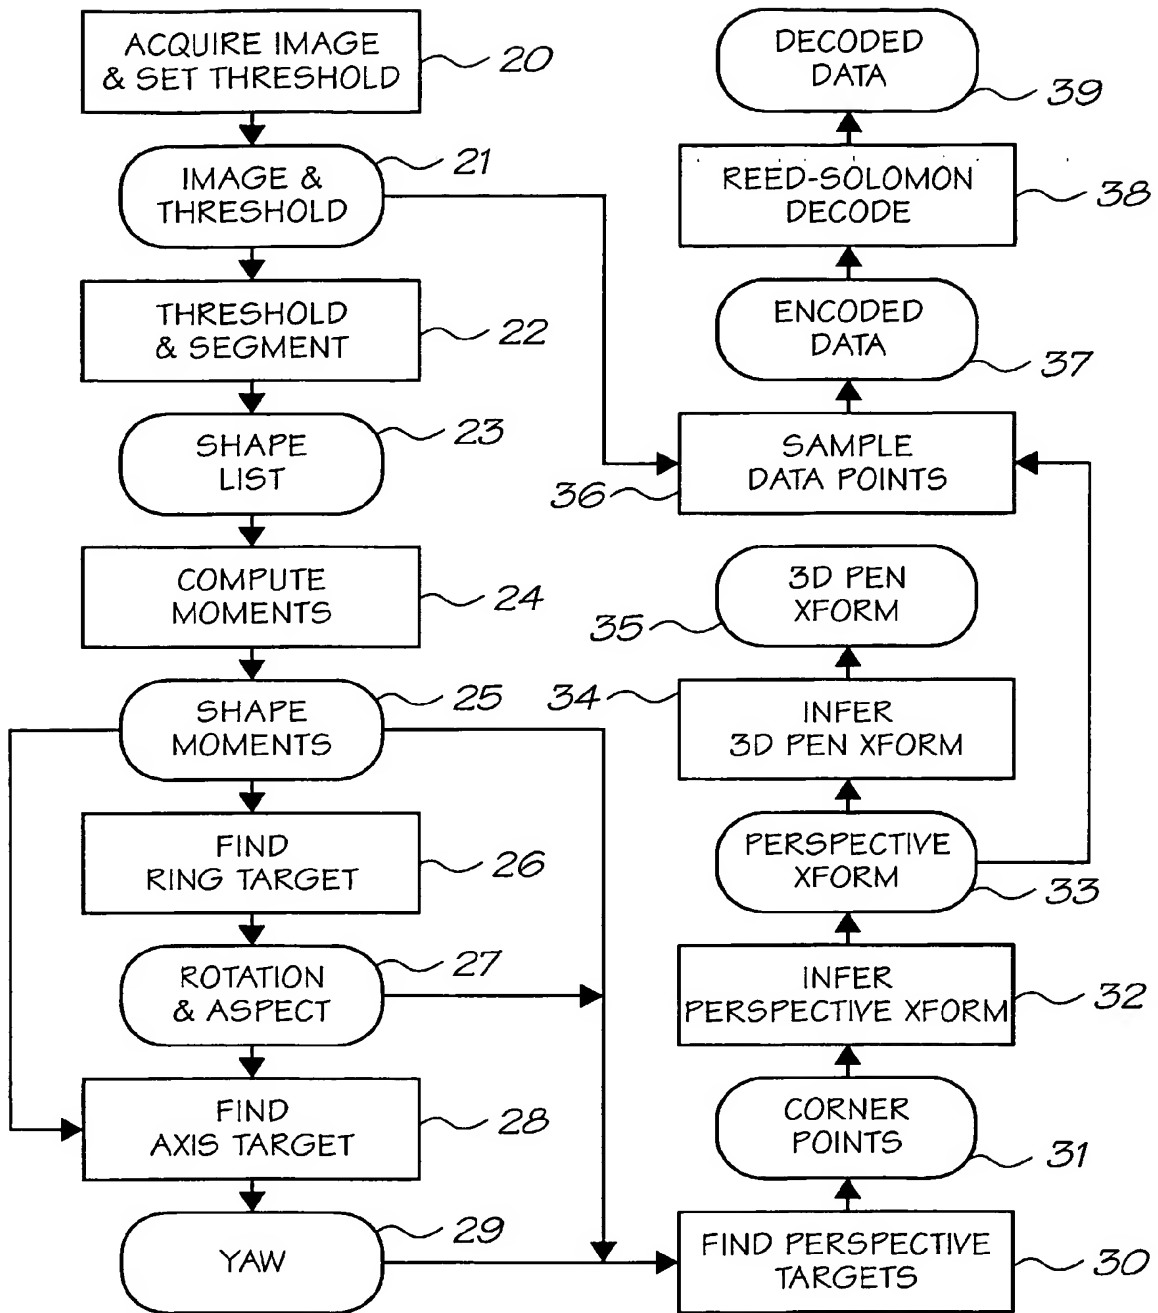 ACQUIRE IMAGE
& SET THRESHOLD
20
IMAGE &
THRESHOLD
21
THRESHOLD
& SEGMENT
22
SHAPE
LIST
23
COMPUTE
MOMENTS
24
SHAPE
MOMENTS
25
FIND
RING TARGET
26
ROTATION
& ASPECT
27
FIND
AXIS TARGET
28
YAW
29
DECODED
DATA
39
REED-SOLOMON
DECODE
38
ENCODED
DATA
37
SAMPLE
DATA POINTS
36
3D PEN
XFORM
35
INFER
3D PEN XFORM
34
PERSPECTIVE
XFORM
33
INFER
PERSPECTIVE XFORM
32
CORNER
POINTS
31
FIND PERSPECTIVE
TARGETS
30